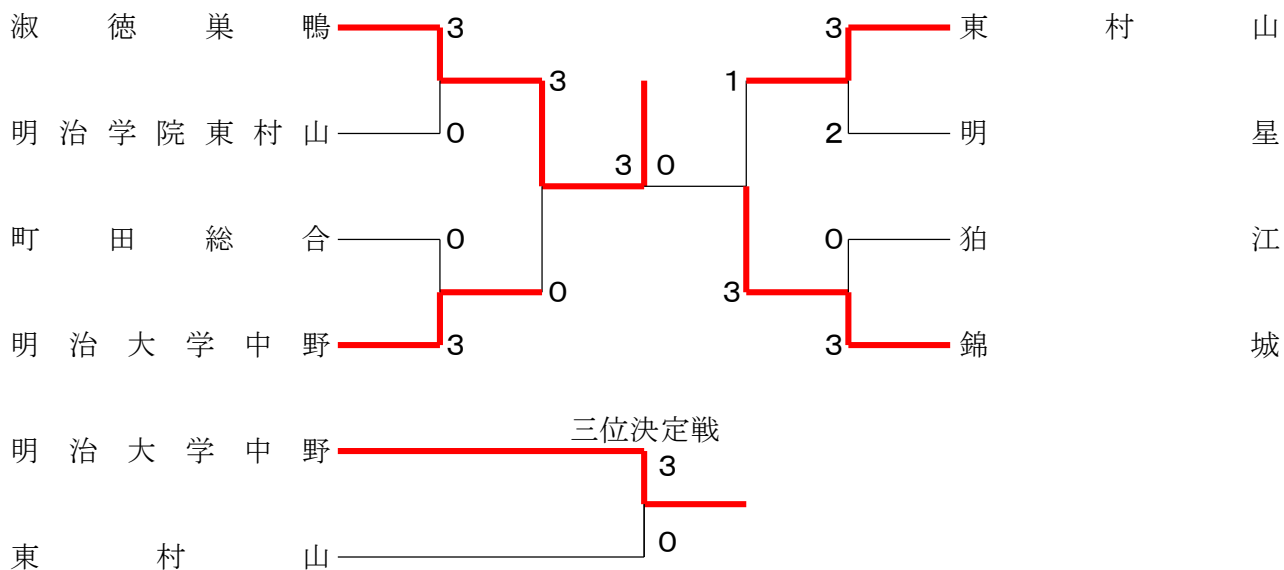 淑徳巣鴨 3 3 東村山
3 1
明治学院東村山 0 2 明星
3 0
町田総合 0 0 狛江
0 3
明治大学中野 3 3 錦城
三位決定戦
明治大学中野 3
東村山 0